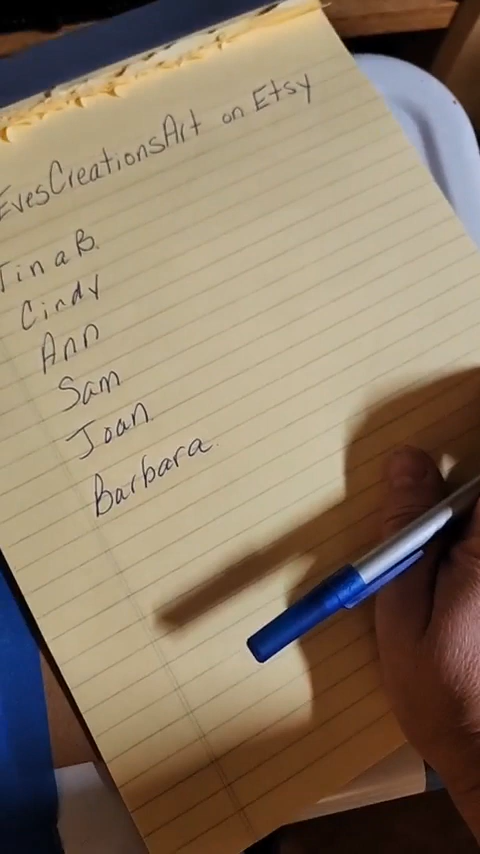 EvesCreationsArt on Etsy
Tina B.
Cindy
Ann
Sam
Joan
Barbara